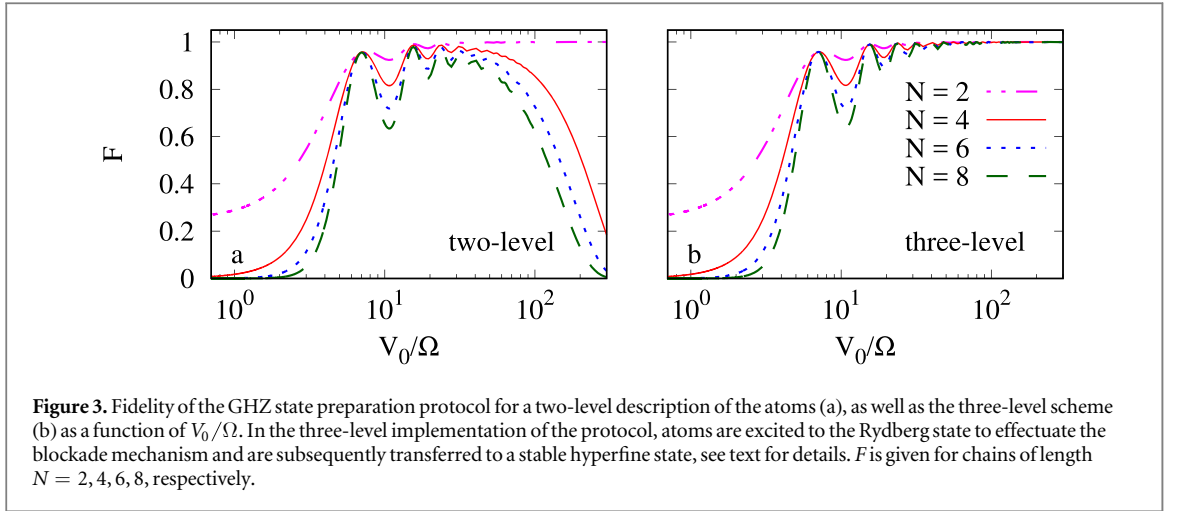 1
0.8
0.6
0.4
0.2
0
F
a
two-level
10^0
10^1
10^2
V_0/Ω
b
three-level
N = 2
N = 4
N = 6
N = 8
10^0
10^1
10^2
V_0/Ω
Figure 3. Fidelity of the GHZ state preparation protocol for a two-level description of the atoms (a), as well as the three-level scheme
(b) as a function of V_0/Ω. In the three-level implementation of the protocol, atoms are excited to the Rydberg state to effectuate the
blockade mechanism and are subsequently transferred to a stable hyperfine state, see text for details. F is given for chains of length
N = 2, 4, 6, 8, respectively.